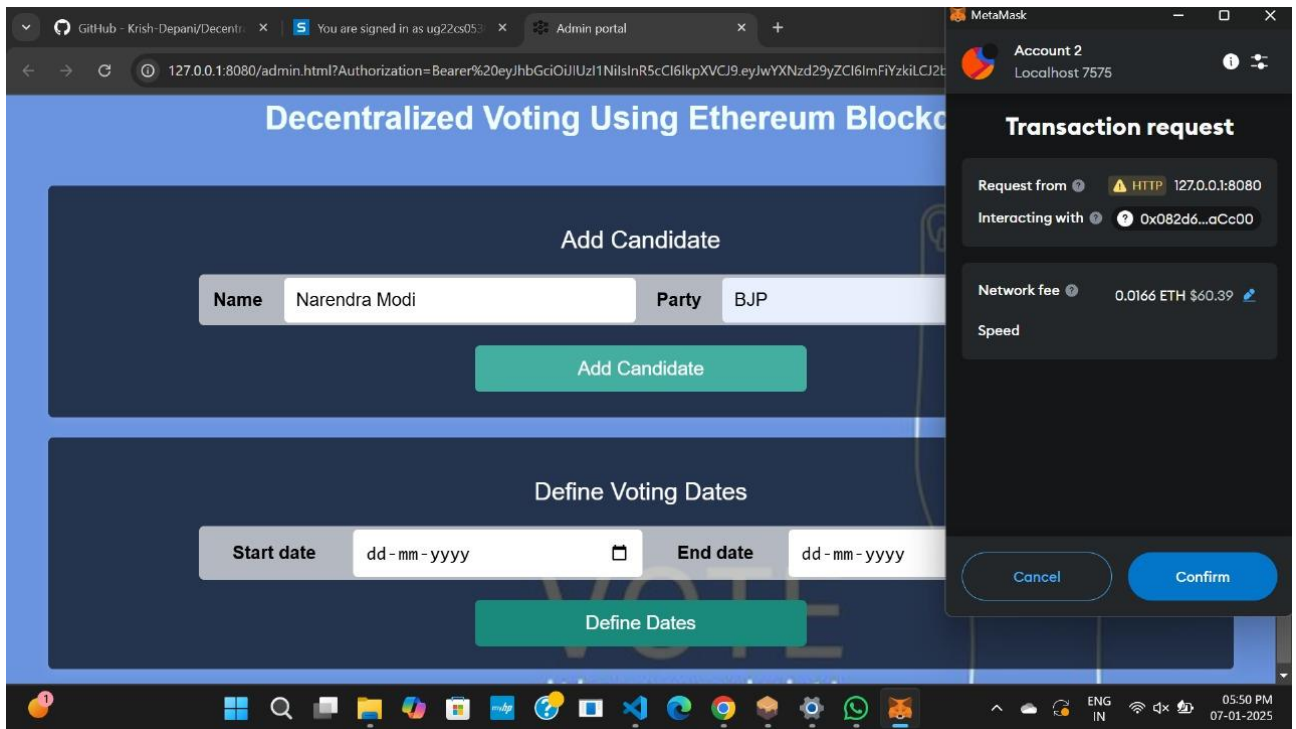 GitHub - Krish-Depani/Decentr
You are signed in as ug22cs053
Admin portal
127.0.0.1:8080/admin.html?Authorization=Bearer%20eyJhbGciOiJIUzI1NiIsInR5cCI6IkpXVCJ9.eyJwYXNzd29yZCI6ImFiYzkiLCJ2b
Decentralized Voting Using Ethereum Blockc
Add Candidate
Name Narendra Modi Party BJP
Add Candidate
Define Voting Dates
Start date dd-mm-yyyy End date dd-mm-yyyy
Define Dates
VOTE
MetaMask
Account 2
Localhost 7575
Transaction request
Request from HTTP 127.0.0.1:8080
Interacting with 0x082d6...aCc00
Network fee 0.0166 ETH $60.39
Speed
Cancel Confirm
1
ENG
IN
05:50 PM
07-01-2025